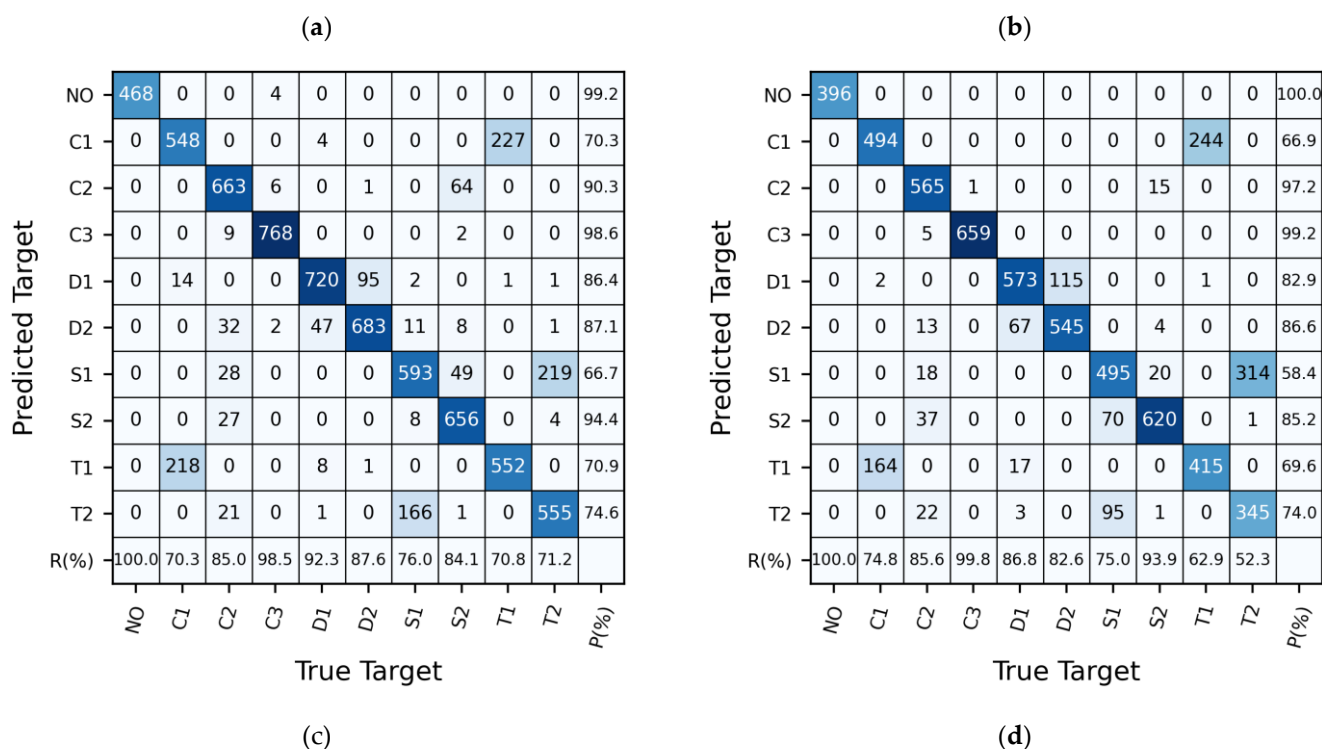 (a) (b)
NO 468 0 0 4 0 0 0 0 0 0 99.2
C1 0 548 0 0 4 0 0 0 227 0 70.3
C2 0 0 663 6 0 1 0 64 0 0 90.3
C3 0 0 9 768 0 0 0 2 0 0 98.6
D1 0 14 0 0 720 95 2 0 1 1 86.4
D2 0 0 32 2 47 683 11 8 0 1 87.1
S1 0 0 28 0 0 0 593 49 0 219 66.7
S2 0 0 27 0 0 0 8 656 0 4 94.4
T1 0 218 0 0 8 1 0 0 552 0 70.9
T2 0 0 21 0 1 0 166 1 0 555 74.6
R(%) 100.0 70.3 85.0 98.5 92.3 87.6 76.0 84.1 70.8 71.2
NO C1 C2 C3 D1 D2 S1 S2 T1 T2 P(%)
Predicted Target
True Target
NO 396 0 0 0 0 0 0 0 0 0 100.0
C1 0 494 0 0 0 0 0 0 244 0 66.9
C2 0 0 565 1 0 0 0 15 0 0 97.2
C3 0 0 5 659 0 0 0 0 0 0 99.2
D1 0 2 0 0 573 115 0 0 1 0 82.9
D2 0 0 13 0 67 545 0 4 0 0 86.6
S1 0 0 18 0 0 0 495 20 0 314 58.4
S2 0 0 37 0 0 0 70 620 0 1 85.2
T1 0 164 0 0 17 0 0 0 415 0 69.6
T2 0 0 22 0 3 0 95 1 0 345 74.0
R(%) 100.0 74.8 85.6 99.8 86.8 82.6 75.0 93.9 62.9 52.3
NO C1 C2 C3 D1 D2 S1 S2 T1 T2 P(%)
Predicted Target
True Target
(c) (d)